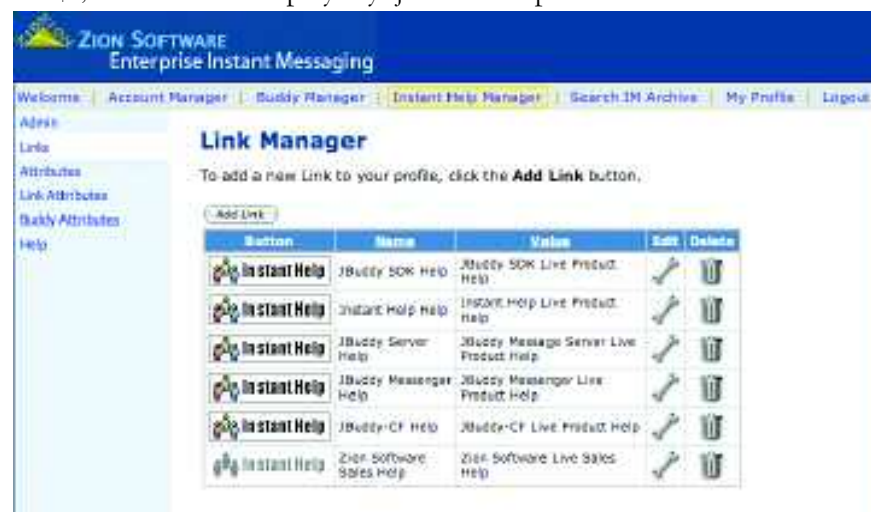 ZION SOFTWARE
Enterprise Instant Messaging
Welcome | Account Manager | Buddy Manager | Instant Help Manager | Search IM Archive | My Profile | Logout
Admin
Links
Attributes
Link Attributes
Buddy Attributes
Help
Link Manager
To add a new Link to your profile, click the Add Link button.
Add Link
Button Name Value Edit Delete
Instant Help JBuddy SDK Help JBuddy SDK Live Product
Help
Instant Help Instant Help Help Instant Help Live Product
Help
Instant Help JBuddy Server JBuddy Message Server Live
Help Product Help
Instant Help JBuddy Messenger JBuddy Messenger Live
Help Product Help
Instant Help JBuddy-CF Help JBuddy-CF Live Product Help
Instant Help Zion Software Zion Software Live Sales
Sales Help Help